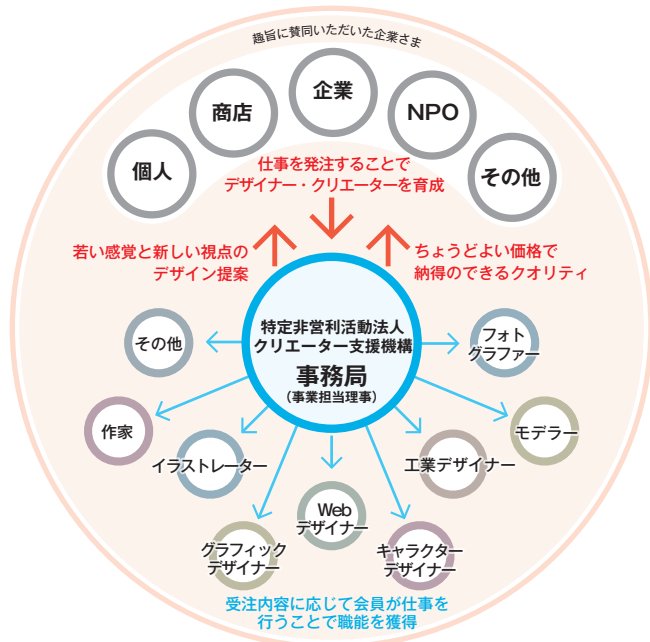 趣旨に賛同いただいた企業さま
個人
商店
企業
NPO
その他
仕事を発注することで
デザイナー・クリエーターを育成
若い感覚と新しい視点の
デザイン提案
ちょうどよい価格で
納得のできるクオリティ
特定非営利活動法人
クリエーター支援機構
事務局
（事業担当理事）
その他
フォト
グラファー
作家
モデラー
イラストレーター
工業デザイナー
Web
デザイナー
グラフィック
デザイナー
キャラクター
デザイナー
受注内容に応じて会員が仕事を
行うことで職能を獲得